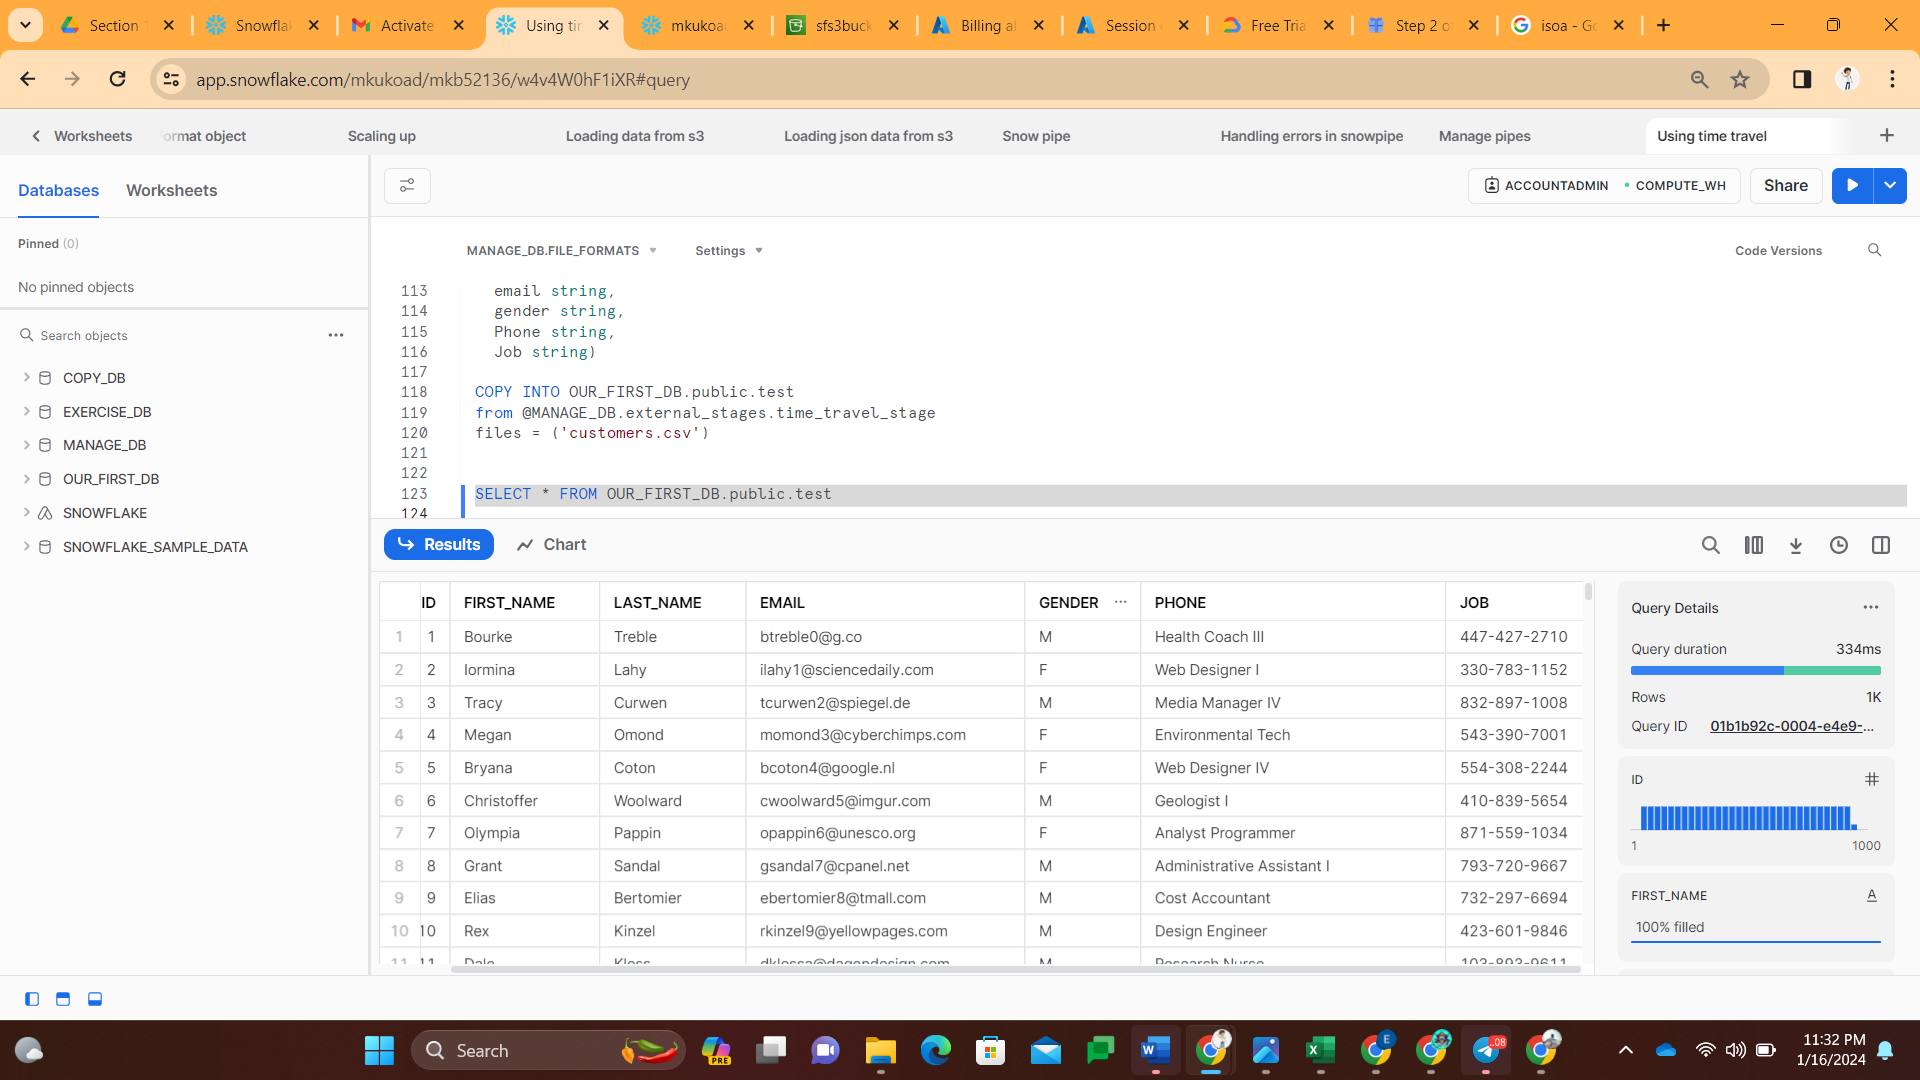 Section
Snowfla
Activate
Using tir
mkukoa
sfs3buck
Billing al
Session
Free Tria
Step 2 o
isoa - Go
app.snowflake.com/mkukoad/mkb52136/w4v4W0hF1iXR#query
Worksheets
ormat object
Scaling up
Loading data from s3
Loading json data from s3
Snow pipe
Handling errors in snowpipe
Manage pipes
Using time travel
Databases
Worksheets
ACCOUNTADMIN
COMPUTE_WH
Share
Pinned (0)
No pinned objects
MANAGE_DB.FILE_FORMATS
Settings
Code Versions
Search objects
COPY_DB
EXERCISE_DB
MANAGE_DB
OUR_FIRST_DB
SNOWFLAKE
SNOWFLAKE_SAMPLE_DATA
113 email string,
114 gender string,
115 Phone string,
116 Job string)
117
118 COPY INTO OUR_FIRST_DB.public.test
119 from @MANAGE_DB.external_stages.time_travel_stage
120 files = ('customers.csv')
121
122
123 SELECT * FROM OUR_FIRST_DB.public.test
124
Results
Chart
ID FIRST_NAME LAST_NAME EMAIL GENDER ... PHONE JOB
1 1 Bourke Treble btreble0@g.co M Health Coach III 447-427-2710
2 2 Iormina Lahy ilahy1@sciencedaily.com F Web Designer I 330-783-1152
3 3 Tracy Curwen tcurwen2@spiegel.de M Media Manager IV 832-897-1008
4 4 Megan Omond momond3@cyberchimps.com F Environmental Tech 543-390-7001
5 5 Bryana Coton bcoton4@google.nl F Web Designer IV 554-308-2244
6 6 Christoffer Woolward cwoolward5@imgur.com M Geologist I 410-839-5654
7 7 Olympia Pappin opappin6@unesco.org F Analyst Programmer 871-559-1034
8 8 Grant Sandal gsandal7@cpanel.net M Administrative Assistant I 793-720-9667
9 9 Elias Bertomier ebertomier8@tmall.com M Cost Accountant 732-297-6694
10 10 Rex Kinzel rkinzel9@yellowpages.com M Design Engineer 423-601-9846
11 11 Dale Kloss dklossa@dagondesign.com M Research Nurse 103-893-9611
Query Details
Query duration 334ms
Rows 1K
Query ID 01b1b92c-0004-e4e9-...
ID
1 1000
FIRST_NAME
100% filled
Search
PRE
.08
11:32 PM
1/16/2024